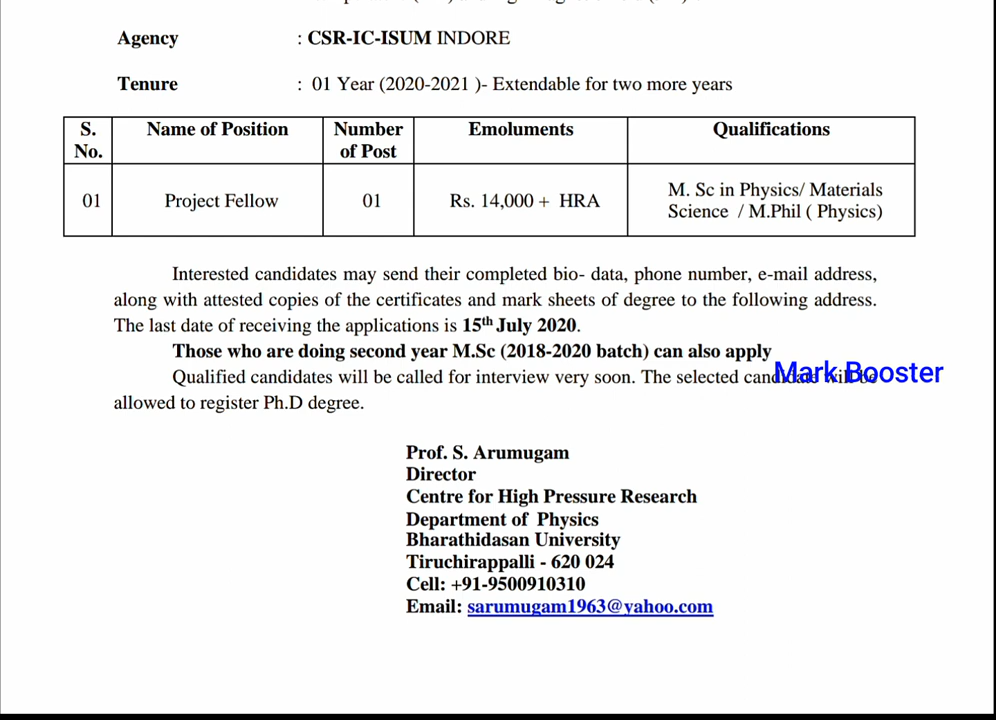 Agency : CSR-IC-ISUM INDORE
Tenure : 01 Year (2020-2021 )- Extendable for two more years
S. No. Name of Position Number of Post Emoluments Qualifications
01 Project Fellow 01 Rs. 14,000 + HRA M. Sc in Physics/ Materials Science / M.Phil ( Physics)
Interested candidates may send their completed bio- data, phone number, e-mail address,
along with attested copies of the certificates and mark sheets of degree to the following address.
The last date of receiving the applications is 15th July 2020.
Those who are doing second year M.Sc (2018-2020 batch) can also apply
Mark Booster
Qualified candidates will be called for interview very soon. The selected candidate will be
allowed to register Ph.D degree.
Prof. S. Arumugam
Director
Centre for High Pressure Research
Department of Physics
Bharathidasan University
Tiruchirappalli - 620 024
Cell: +91-9500910310
Email: sarumugam1963@yahoo.com